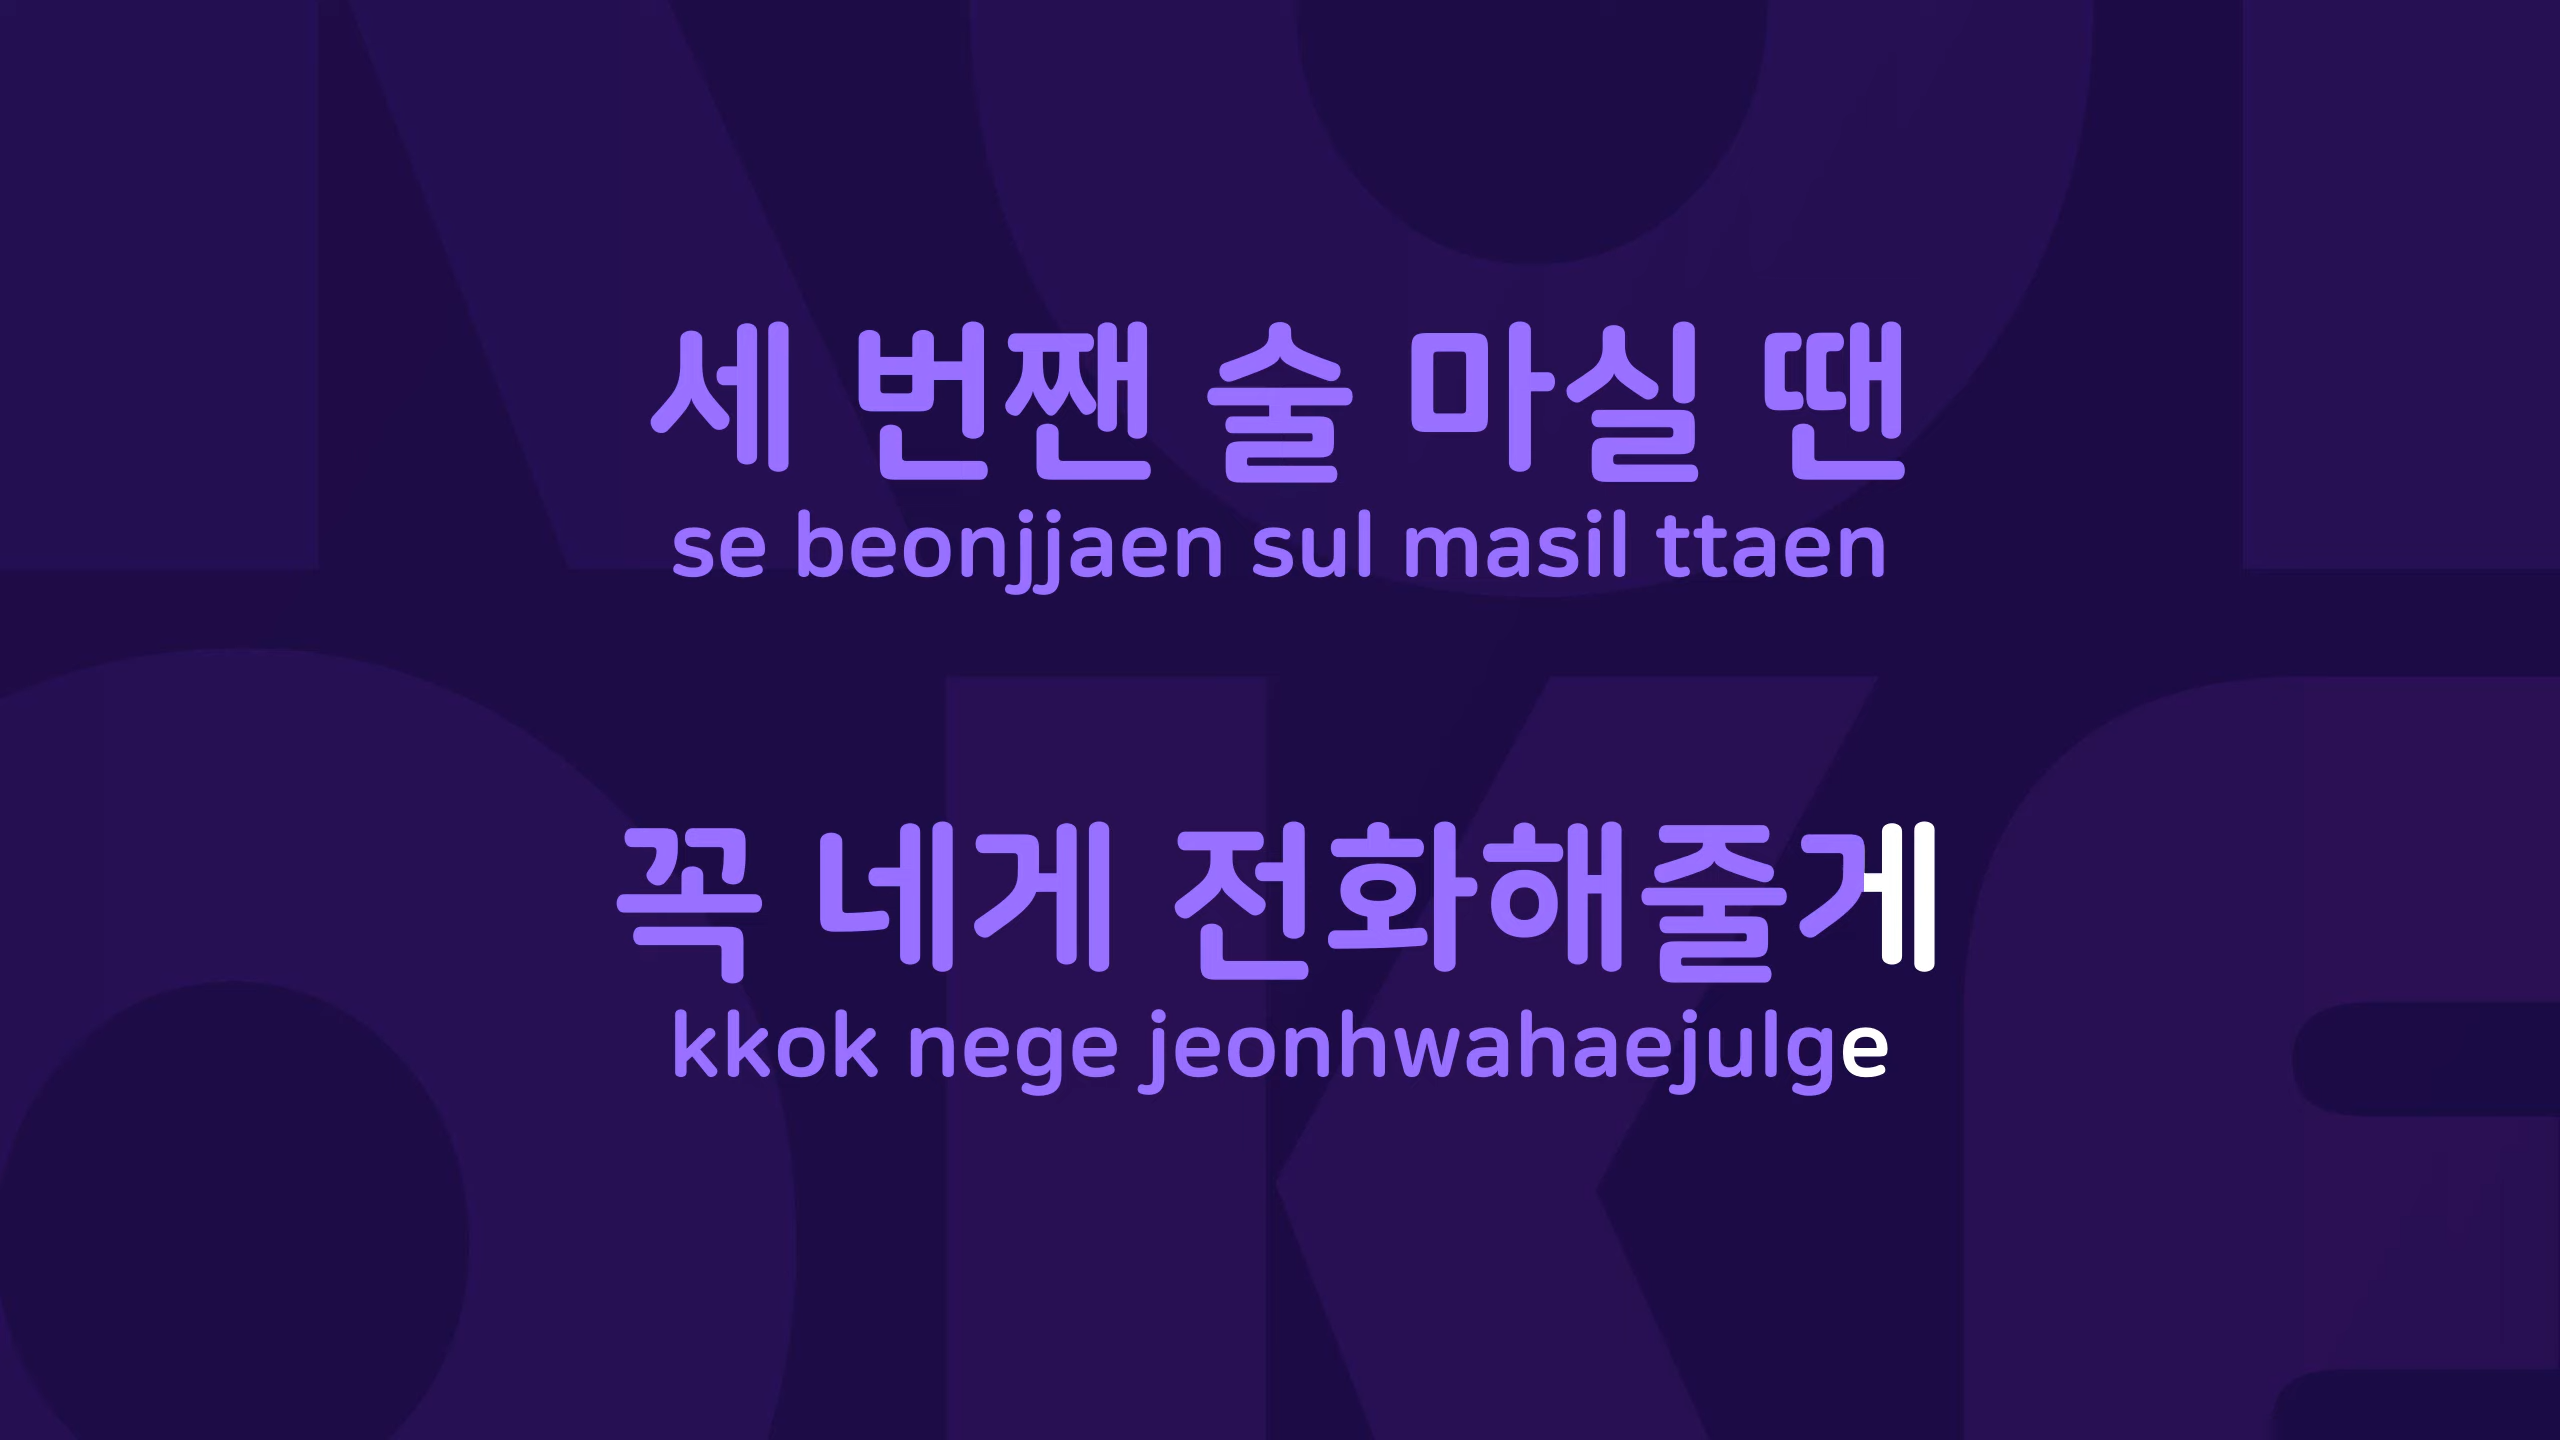 세 번짼 술 마실 땐
se beonjjaen sul masil ttaen
꼭 네게 전화해줄게
kkok nege jeonhwahaejulge